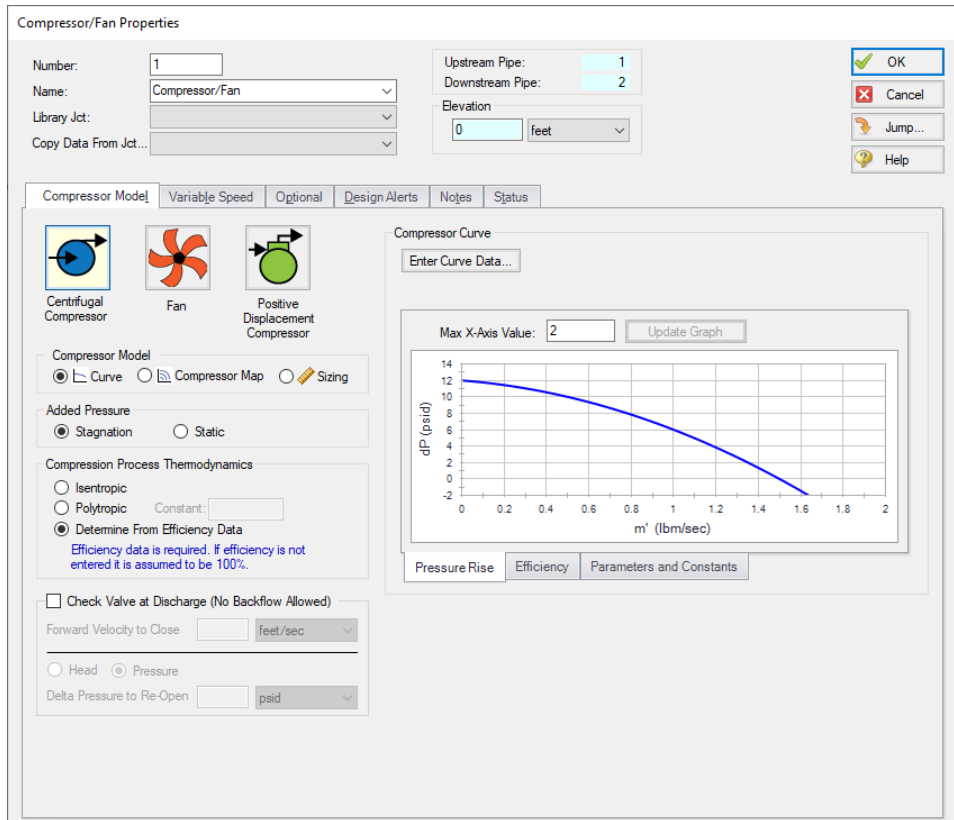 Compressor/Fan Properties
Number: 1
Name: Compressor/Fan
Library Jct:
Copy Data From Jct...
Upstream Pipe: 1
Downstream Pipe: 2
Elevation
0 feet
OK
Cancel
Jump...
Help
Compressor Model Variable Speed Optional Design Alerts Notes Status
Centrifugal
Compressor
Fan
Positive
Displacement
Compressor
Compressor Model
Curve Compressor Map Sizing
Added Pressure
Stagnation Static
Compression Process Thermodynamics
Isentropic
Polytropic Constant:
Determine From Efficiency Data
Efficiency data is required. If efficiency is not
entered it is assumed to be 100%.
Check Valve at Discharge (No Backflow Allowed)
Forward Velocity to Close feet/sec
Head Pressure
Delta Pressure to Re-Open psid
Compressor Curve
Enter Curve Data...
Max X-Axis Value: 2 Update Graph
dP (psid)
14
12
10
8
6
4
2
0
-2
0 0.2 0.4 0.6 0.8 1 1.2 1.4 1.6 1.8 2
m' (lbm/sec)
Pressure Rise Efficiency Parameters and Constants